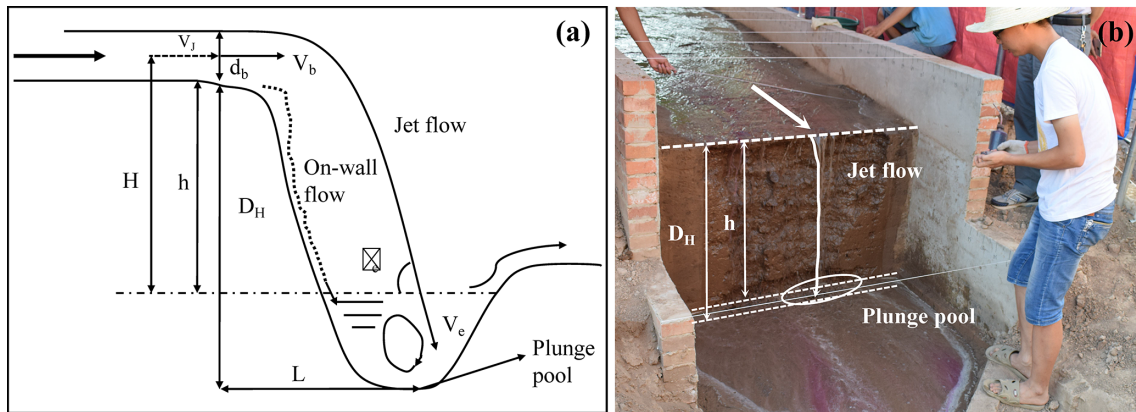 (a)
V_J
V_b
d_b
Jet flow
On-wall
flow
H
h
D_H
e
V_e
L
Plunge
pool
(b)
Jet flow
D_H
h
Plunge pool